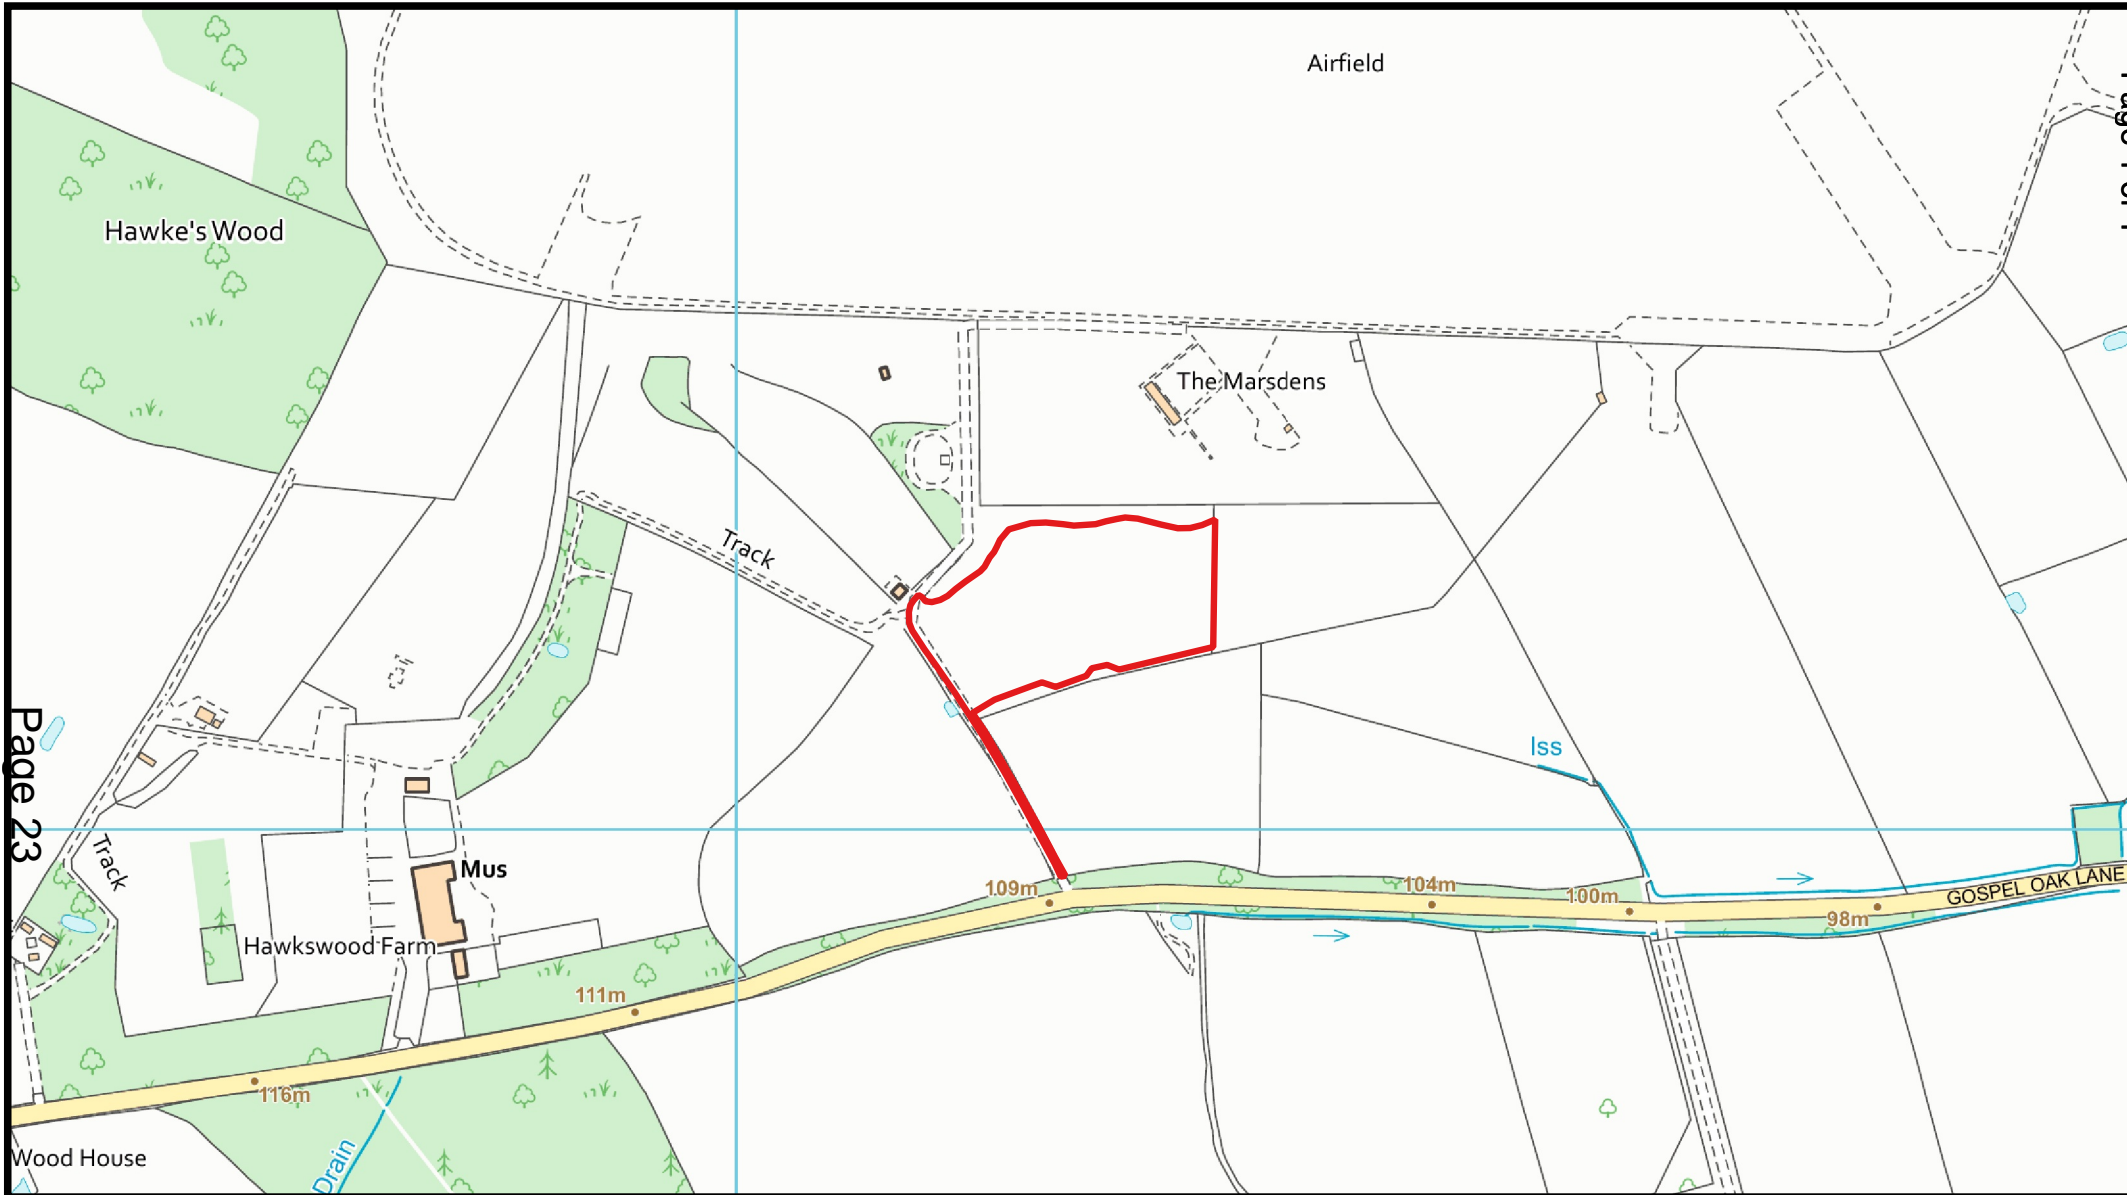 Airfield
Hawke's Wood
The Marsdens
Track
Iss
Page 23
Track
Mus
109m
104m
100m
GOSPEL OAK LANE
98m
Hawkswood Farm
111m
116m
Wood House
Drain